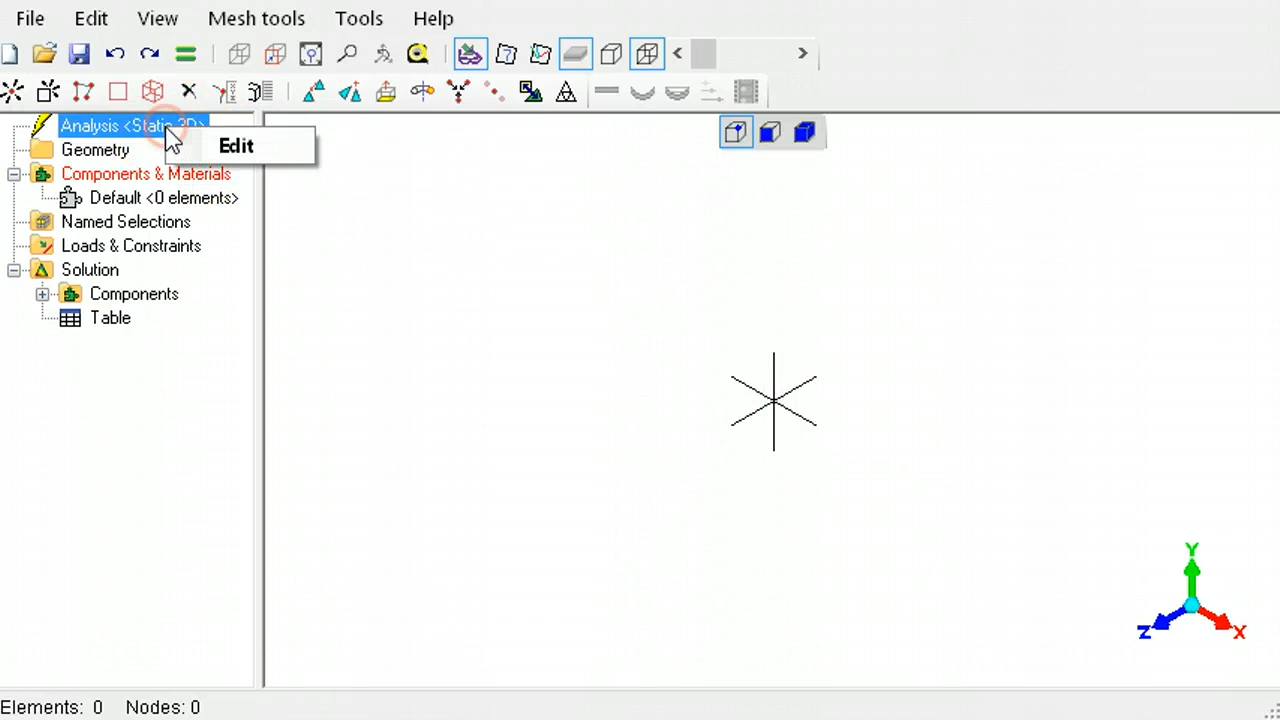 File Edit View Mesh tools Tools Help
Analysis <Static 3D>
Edit
Geometry
Components & Materials
Default <0 elements>
Named Selections
Loads & Constraints
Solution
Components
Table
Y
Z
X
Elements: 0 Nodes: 0